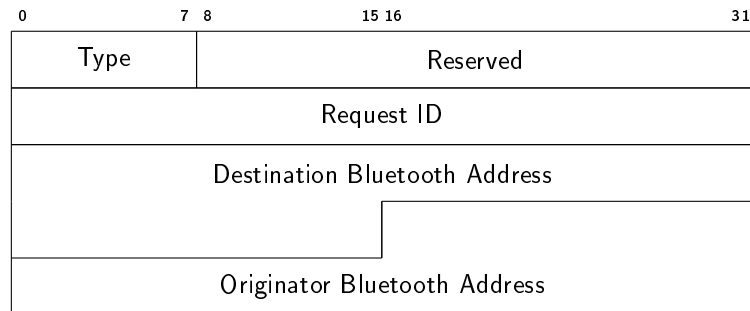 0 7 8 15 16 31
Type Reserved
Request ID
Destination Bluetooth Address
Originator Bluetooth Address